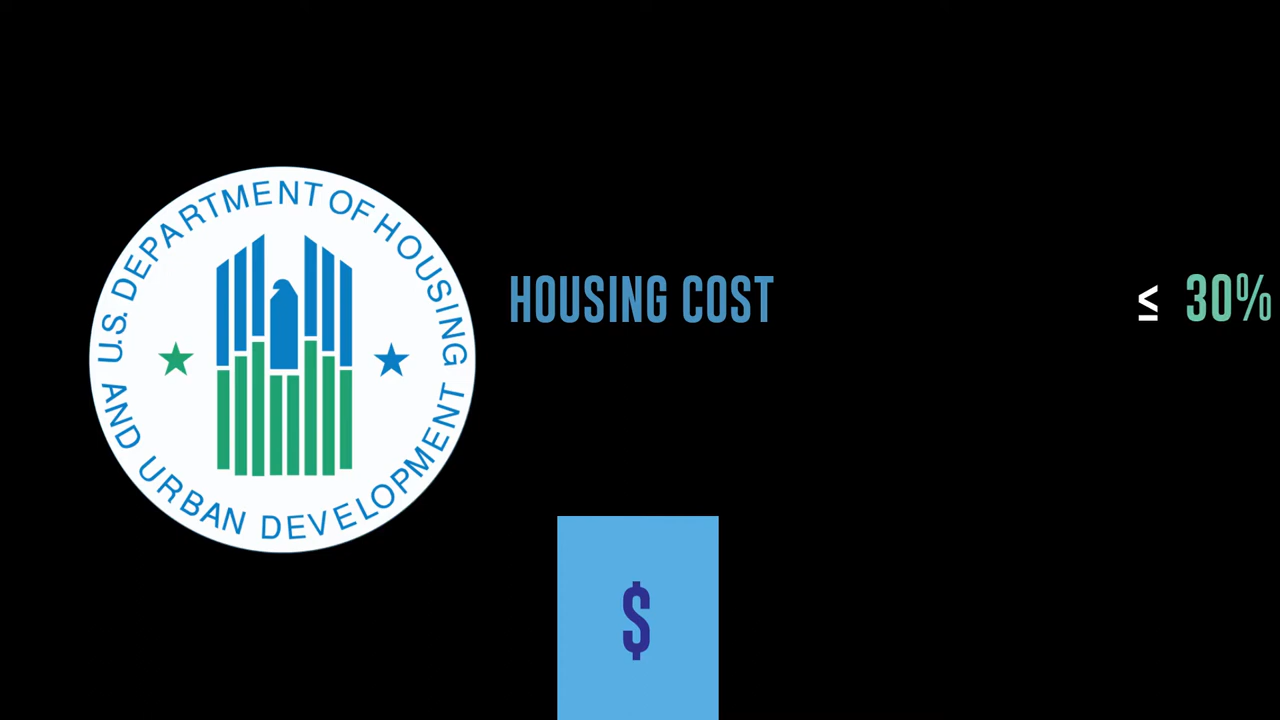 U.S. DEPARTMENT OF HOUSING
AND URBAN DEVELOPMENT
HOUSING COST ≤ 30%
$